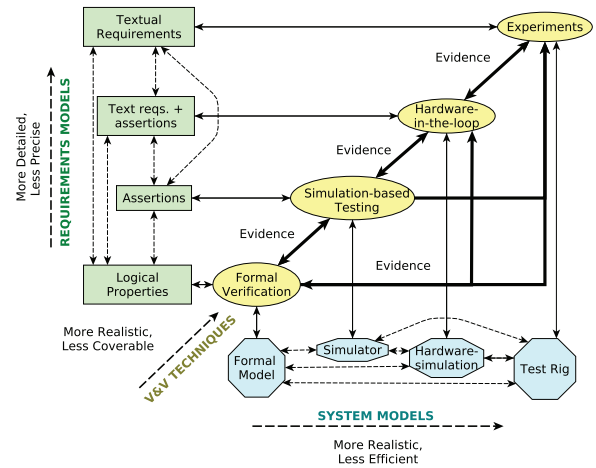 Textual
Requirements
Experiments
Evidence
Text reqs. +
assertions
Hardware-
in-the-loop
Evidence
Assertions
Simulation-based
Testing
Evidence
Evidence
Logical
Properties
Formal
Verification
More Detailed,
Less Precise
REQUIREMENTS MODELS
More Realistic,
Less Coverable
V&V TECHNIQUES
Formal
Model
Simulator
Hardware-
simulation
Test Rig
SYSTEM MODELS
More Realistic,
Less Efficient